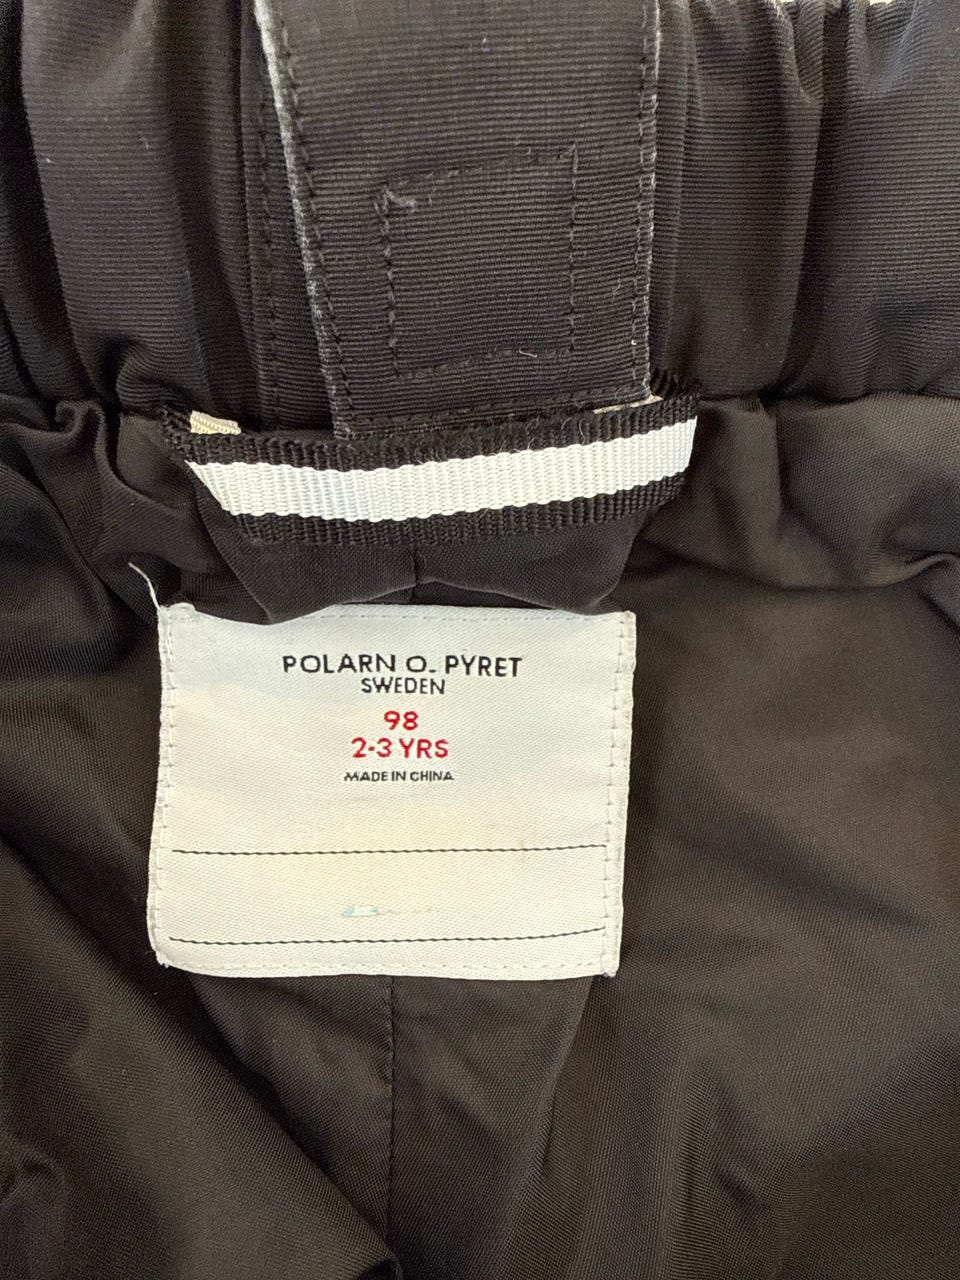 POLARN O. PYRET
SWEDEN
98
2-3 YRS
MADE IN CHINA